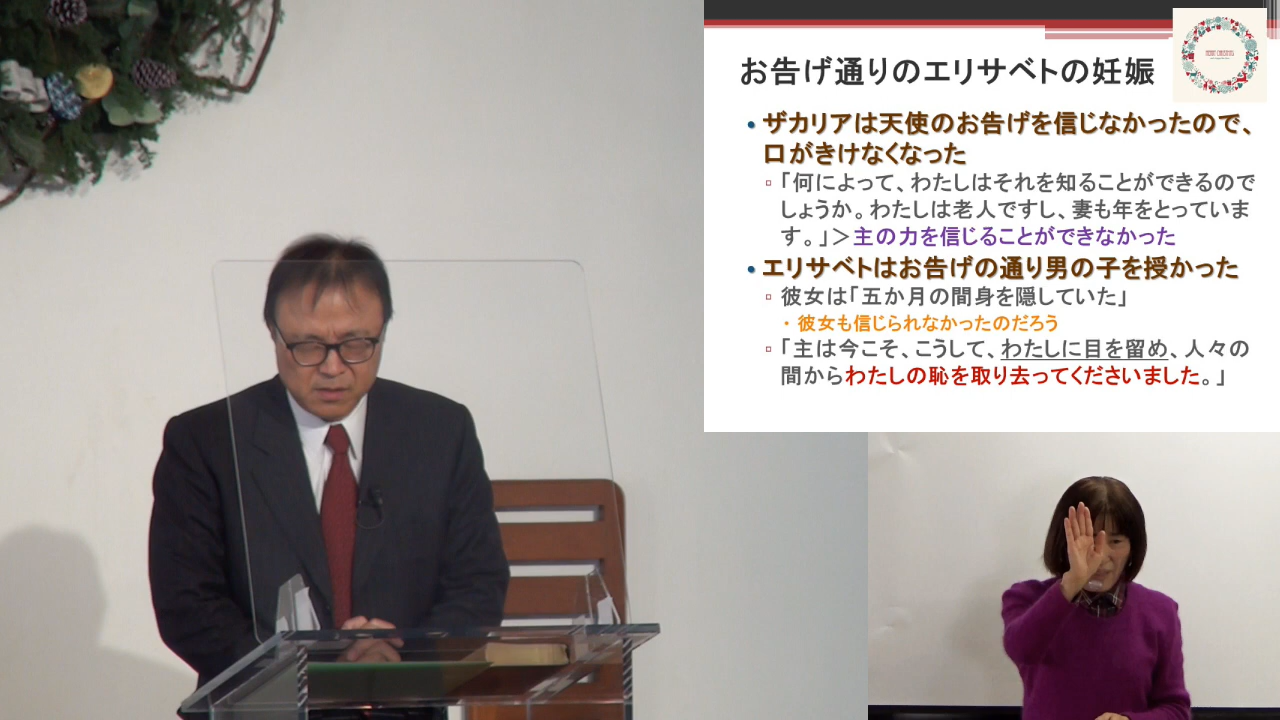 お告げ通りのエリサベトの妊娠
• ザカリアは天使のお告げを信じなかったので、
口がきけなくなった
▫ 「何によって、わたしはそれを知ることができるので
しょうか。わたしは老人ですし、妻も年をとっていま
す。」＞主の力を信じることができなかった
• エリサベトはお告げの通り男の子を授かった
▫ 彼女は「五か月の間身を隠していた」
・ 彼女も信じられなかったのだろう
▫ 「主は今こそ、こうして、わたしに目を留め、人々の
間からわたしの恥を取り去ってくださいました。」